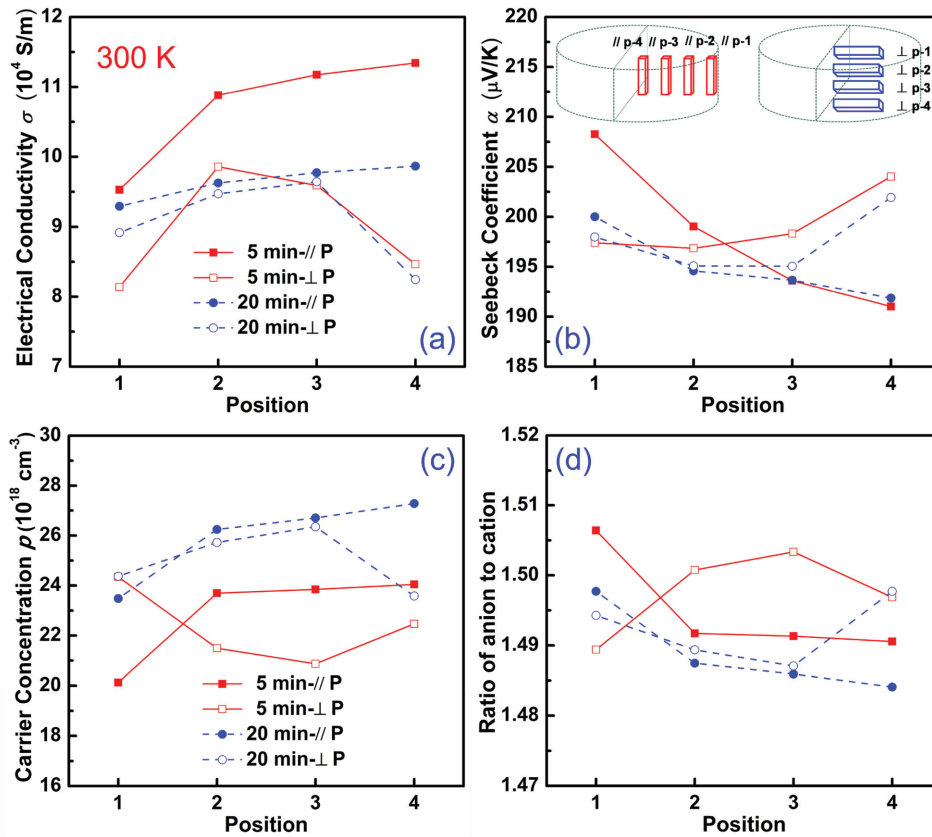 12
11
10
9
8
7
Electrical Conductivity σ (10⁴ S/m)
300 K
5 min-// P
5 min-⊥ P
20 min-// P
20 min-⊥ P
(a)
1 2 3 4
Position
220
215
210
205
200
195
190
185
Seebeck Coefficient α (μV/K)
// p-4 // p-3 // p-2 // p-1
⊥ p-1
⊥ p-2
⊥ p-3
⊥ p-4
(b)
1 2 3 4
Position
30
28
26
24
22
20
18
16
Carrier Concentration p (10¹⁸ cm⁻³)
(c)
5 min-// P
5 min-⊥ P
20 min-// P
20 min-⊥ P
1 2 3 4
Position
1.52
1.51
1.50
1.49
1.48
1.47
Ratio of anion to cation
(d)
1 2 3 4
Position